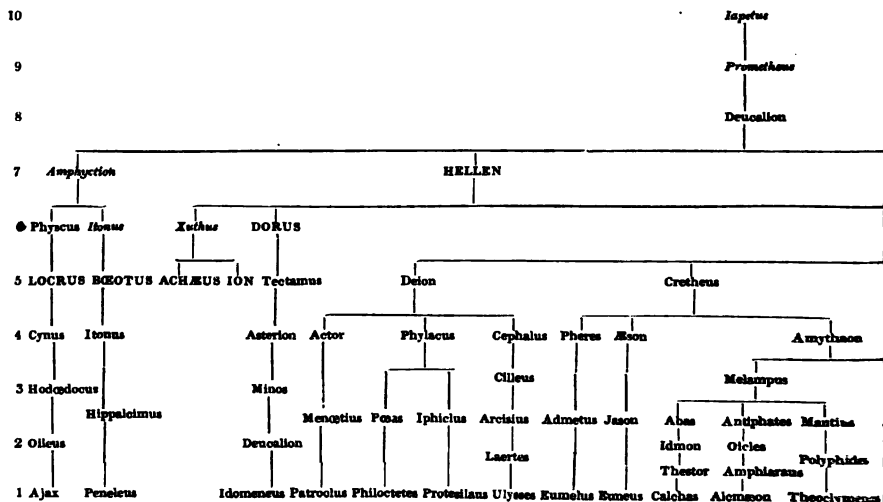 10 Iapetus
9 Prometheus
8 Deucalion
7 Amphyction HELLEN
6 Physcus Itonus Xuthus DORUS
5 LOCRUS BŒOTUS ACHÆUS ION Tectamus Deion Cretheus
4 Cynus Itonus Asterion Actor Phylacus Cephalus Pheres Æson Amythaon
Cilleus
3 Hodœdocus Minos Melampus
Hippalcimus Menœtius Pœas Iphiclus Arcisius Admetus Jason Abas Antiphates Mantius
2 Oileus Deucalion Idmon Oicles
Laertes Polyphides
Thestor Amphiaraus
1 Ajax Peneleus Idomeneus Patroclus Philoctetes Protesilaus Ulysses Eumelus Euneus Calchas Alcmæon Theoclymenus